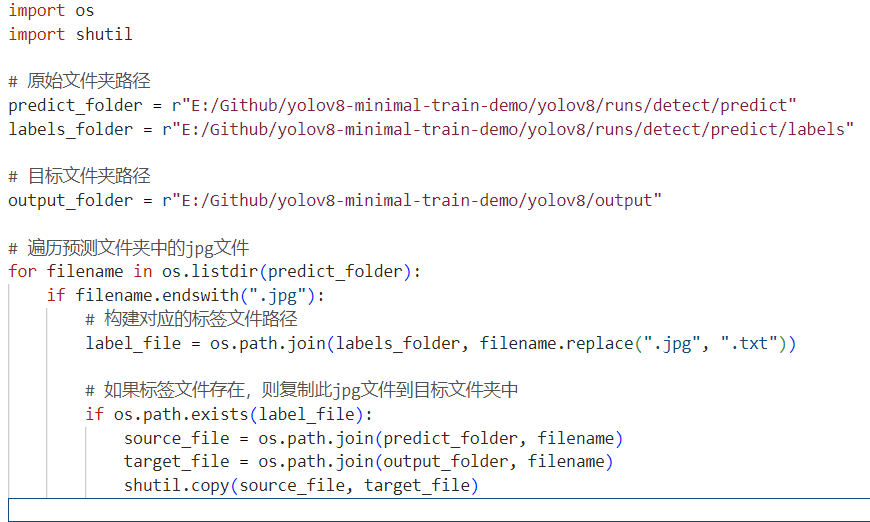 import os
import shutil
# 原始文件夹路径
predict_folder = r"E:/Github/yolov8-minimal-train-demo/yolov8/runs/detect/predict"
labels_folder = r"E:/Github/yolov8-minimal-train-demo/yolov8/runs/detect/predict/labels"
# 目标文件夹路径
output_folder = r"E:/Github/yolov8-minimal-train-demo/yolov8/output"
# 遍历预测文件夹中的jpg文件
for filename in os.listdir(predict_folder):
    if filename.endswith(".jpg"):
        # 构建对应的标签文件路径
        label_file = os.path.join(labels_folder, filename.replace(".jpg", ".txt"))
        # 如果标签文件存在，则复制此jpg文件到目标文件夹中
        if os.path.exists(label_file):
            source_file = os.path.join(predict_folder, filename)
            target_file = os.path.join(output_folder, filename)
            shutil.copy(source_file, target_file)